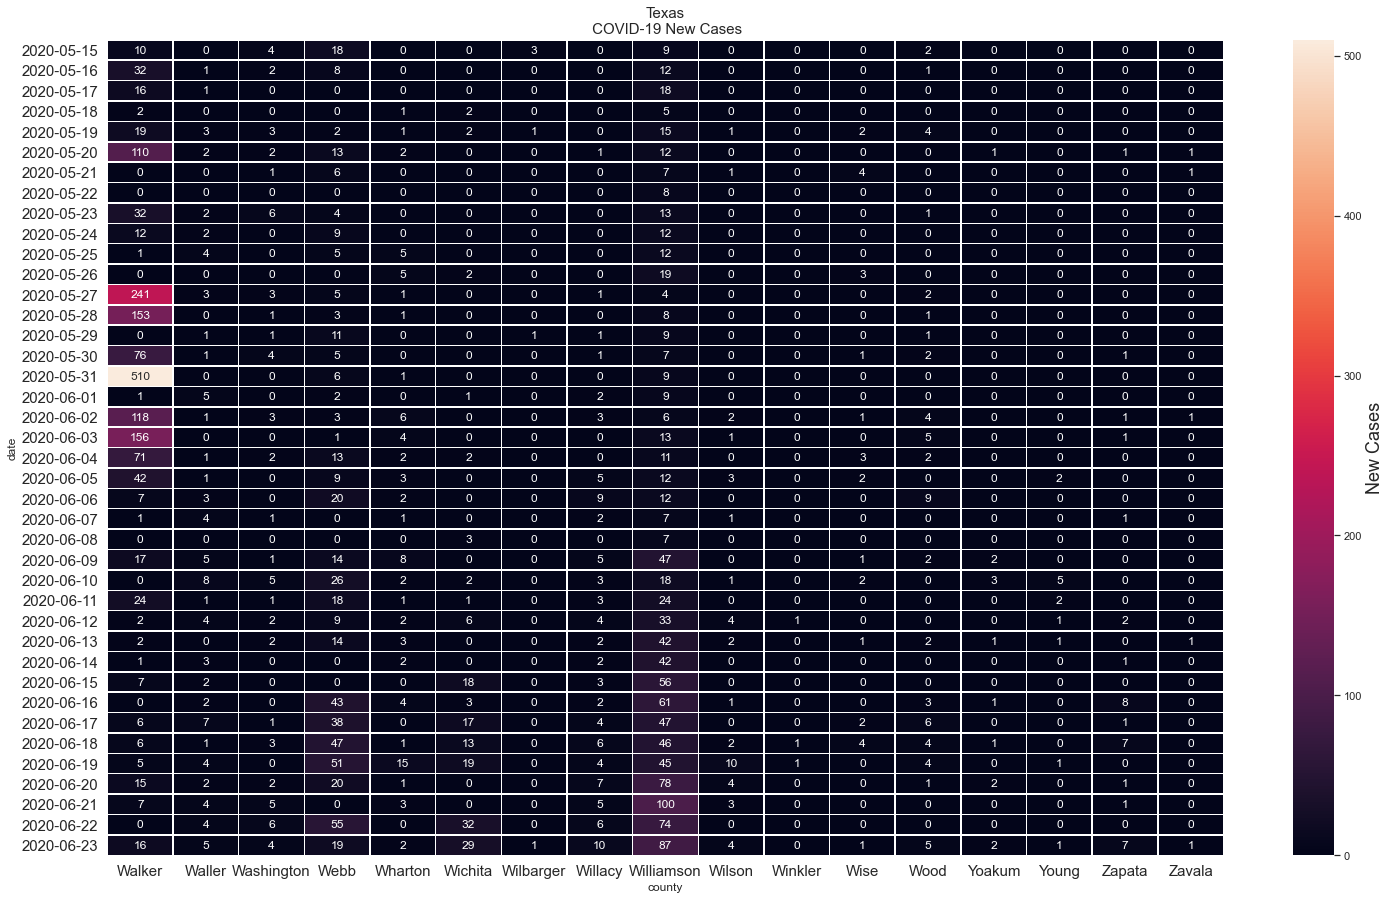 Texas
COVID-19 New Cases
2020-05-15 10 0 4 18 0 0 3 0 9 0 0 0 2 0 0 0 0
2020-05-16 32 1 2 8 0 0 0 0 12 0 0 0 1 0 0 0 0
2020-05-17 16 1 0 0 0 0 0 0 18 0 0 0 0 0 0 0 0
2020-05-18 2 0 0 0 1 2 0 0 5 0 0 0 0 0 0 0 0
2020-05-19 19 3 3 2 1 2 1 0 15 1 0 2 4 0 0 0 0
2020-05-20 110 2 2 13 2 0 0 1 12 0 0 0 0 1 0 1 1
2020-05-21 0 0 1 6 0 0 0 0 7 1 0 4 0 0 0 0 1
2020-05-22 0 0 0 0 0 0 0 0 8 0 0 0 0 0 0 0 0
2020-05-23 32 2 6 4 0 0 0 0 13 0 0 0 1 0 0 0 0
2020-05-24 12 2 0 9 0 0 0 0 12 0 0 0 0 0 0 0 0
2020-05-25 1 4 0 5 5 0 0 0 12 0 0 0 0 0 0 0 0
2020-05-26 0 0 0 0 5 2 0 0 19 0 0 3 0 0 0 0 0
2020-05-27 241 3 3 5 1 0 0 1 4 0 0 0 2 0 0 0 0
2020-05-28 153 0 1 3 1 0 0 0 8 0 0 0 1 0 0 0 0
2020-05-29 0 1 1 11 0 0 1 1 9 0 0 0 1 0 0 0 0
2020-05-30 76 1 4 5 0 0 0 1 7 0 0 1 2 0 0 1 0
2020-05-31 510 0 0 6 1 0 0 0 9 0 0 0 0 0 0 0 0
2020-06-01 1 5 0 2 0 1 0 2 9 0 0 0 0 0 0 0 0
2020-06-02 118 1 3 3 6 0 0 3 6 2 0 1 4 0 0 1 1
2020-06-03 156 0 0 1 4 0 0 0 13 1 0 0 5 0 0 1 0
2020-06-04 71 1 2 13 2 2 0 0 11 0 0 3 2 0 0 0 0
2020-06-05 42 1 0 9 3 0 0 5 12 3 0 2 0 0 2 0 0
2020-06-06 7 3 0 20 2 0 0 9 12 0 0 0 9 0 0 0 0
2020-06-07 1 4 1 0 1 0 0 2 7 1 0 0 0 0 0 1 0
2020-06-08 0 0 0 0 0 3 0 0 7 0 0 0 0 0 0 0 0
2020-06-09 17 5 1 14 8 0 0 5 47 0 0 1 2 2 0 0 0
2020-06-10 0 8 5 26 2 2 0 3 18 1 0 2 0 3 5 0 0
2020-06-11 24 1 1 18 1 1 0 3 24 0 0 0 0 0 2 0 0
2020-06-12 2 4 2 9 2 6 0 4 33 4 1 0 0 0 1 2 0
2020-06-13 2 0 2 14 3 0 0 2 42 2 0 1 2 1 1 0 1
2020-06-14 1 3 0 0 2 0 0 2 42 0 0 0 0 0 0 1 0
2020-06-15 7 2 0 0 0 18 0 3 56 0 0 0 0 0 0 0 0
2020-06-16 0 2 0 43 4 3 0 2 61 1 0 0 3 1 0 8 0
2020-06-17 6 7 1 38 0 17 0 4 47 0 0 2 6 0 0 1 0
2020-06-18 6 1 3 47 1 13 0 6 46 2 1 4 4 1 0 7 0
2020-06-19 5 4 0 51 15 19 0 4 45 10 1 0 4 0 1 0 0
2020-06-20 15 2 2 20 1 0 0 7 78 4 0 0 1 2 0 1 0
2020-06-21 7 4 5 0 3 0 0 5 100 3 0 0 0 0 0 1 0
2020-06-22 0 4 6 55 0 32 0 6 74 0 0 0 0 0 0 0 0
2020-06-23 16 5 4 19 2 29 1 10 87 4 0 1 5 2 1 7 1
Walker Waller Washington Webb Wharton Wichita Wilbarger Willacy Williamson Wilson Winkler Wise Wood Yoakum Young Zapata Zavala
county
date
500
400
300
200
100
0
New Cases